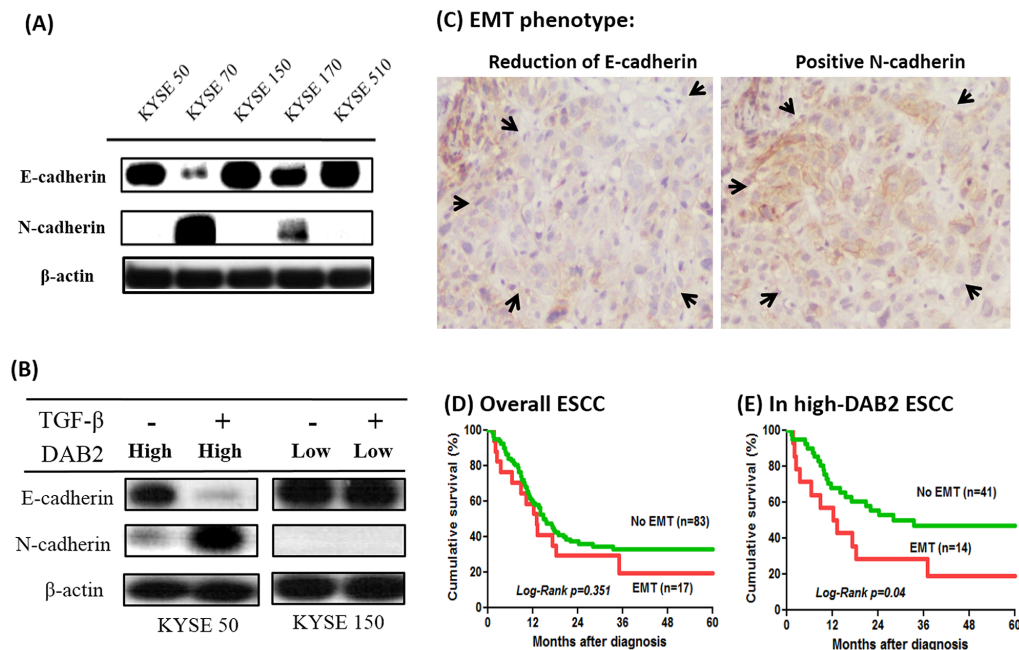 (A)
KYSE 50 KYSE 70 KYSE 150 KYSE 170 KYSE 510
E-cadherin
N-cadherin
β-actin
(B)
TGF-β - + - +
DAB2 High High Low Low
E-cadherin
N-cadherin
β-actin
KYSE 50 KYSE 150
(C) EMT phenotype:
Reduction of E-cadherin Positive N-cadherin
(D) Overall ESCC
Cumulative survival (%)
100
80
60
40
20
0
No EMT (n=83)
Log-Rank p=0.351
EMT (n=17)
0 12 24 36 48 60
Months after diagnosis
(E) In high-DAB2 ESCC
Cumulative survival (%)
100
80
60
40
20
0
No EMT (n=41)
EMT (n=14)
Log-Rank p=0.04
0 12 24 36 48 60
Months after diagnosis